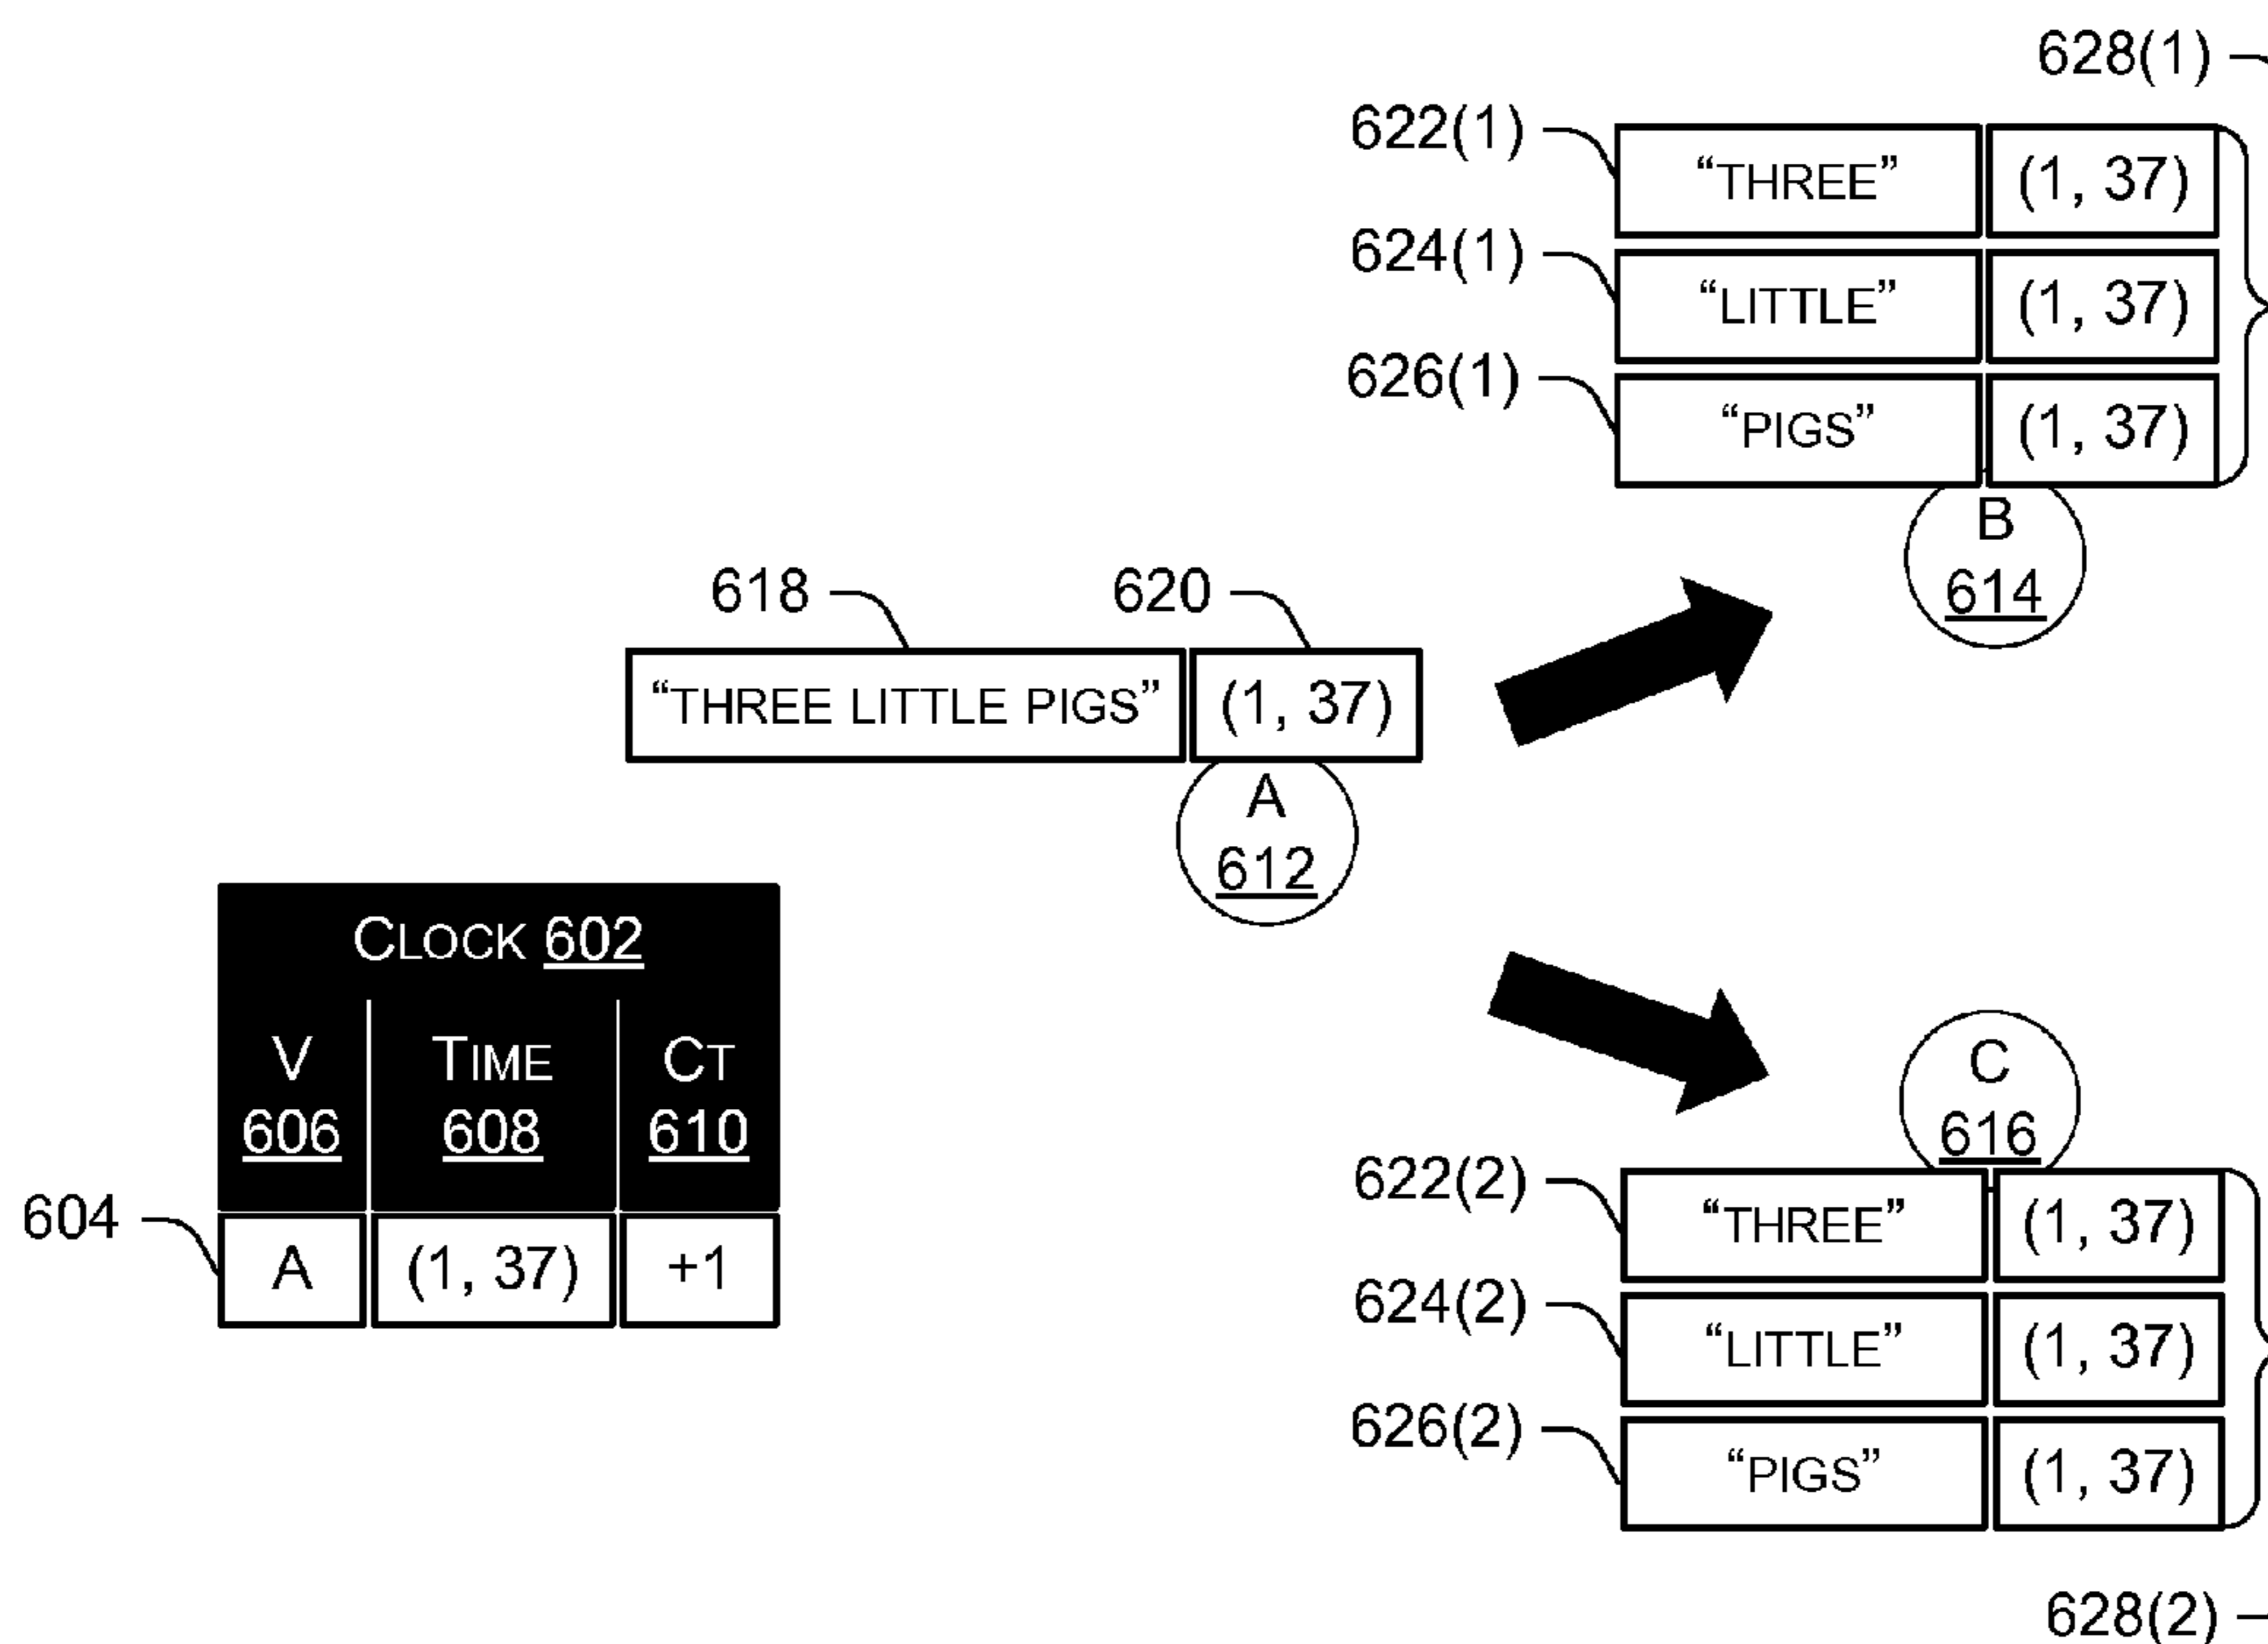 628(1)
622(1)
“THREE” (1, 37)
624(1)
“LITTLE” (1, 37)
626(1)
“PIGS” (1, 37)
B
614
618 620
“THREE LITTLE PIGS” (1, 37)
A
612
CLOCK 602
V TIME CT
606 608 610
604
A (1, 37) +1
C
616
622(2)
“THREE” (1, 37)
624(2)
“LITTLE” (1, 37)
626(2)
“PIGS” (1, 37)
628(2)